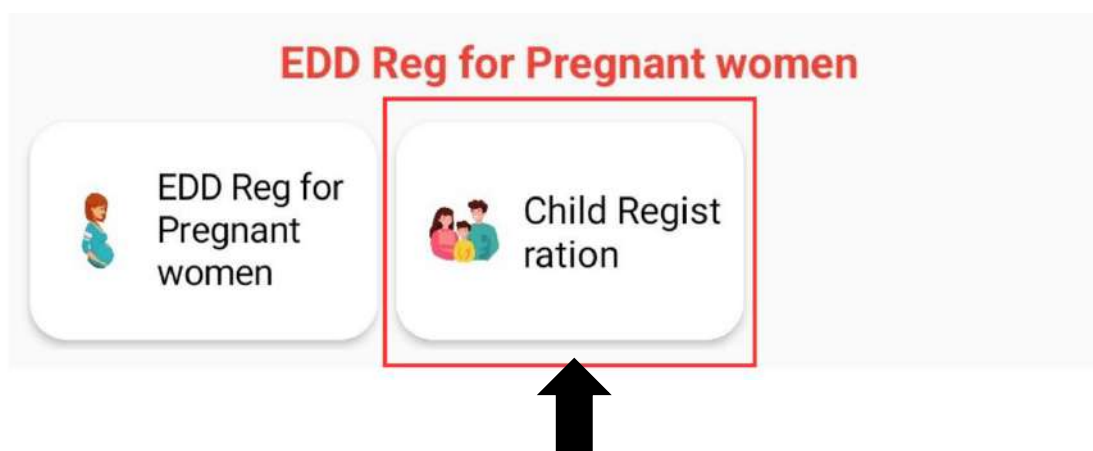 EDD Reg for Pregnant women
EDD Reg for
Pregnant
women
Child Regist
ration